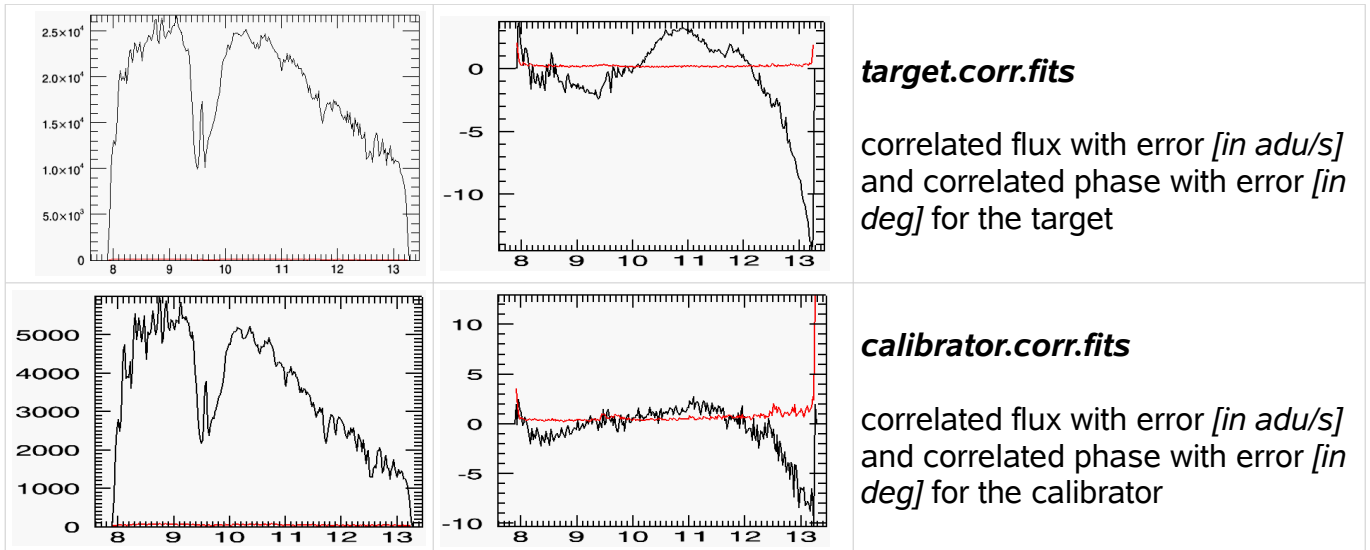 2.5×10⁴
2.0×10⁴
1.5×10⁴
1.0×10⁴
5.0×10³
0
8 9 10 11 12 13
0
-5
-10
8 9 10 11 12 13
target.corr.fits
correlated flux with error [in adu/s]
and correlated phase with error [in
deg] for the target
5000
4000
3000
2000
1000
0
8 9 10 11 12 13
10
5
0
-5
-10
8 9 10 11 12 13
calibrator.corr.fits
correlated flux with error [in adu/s]
and correlated phase with error [in
deg] for the calibrator